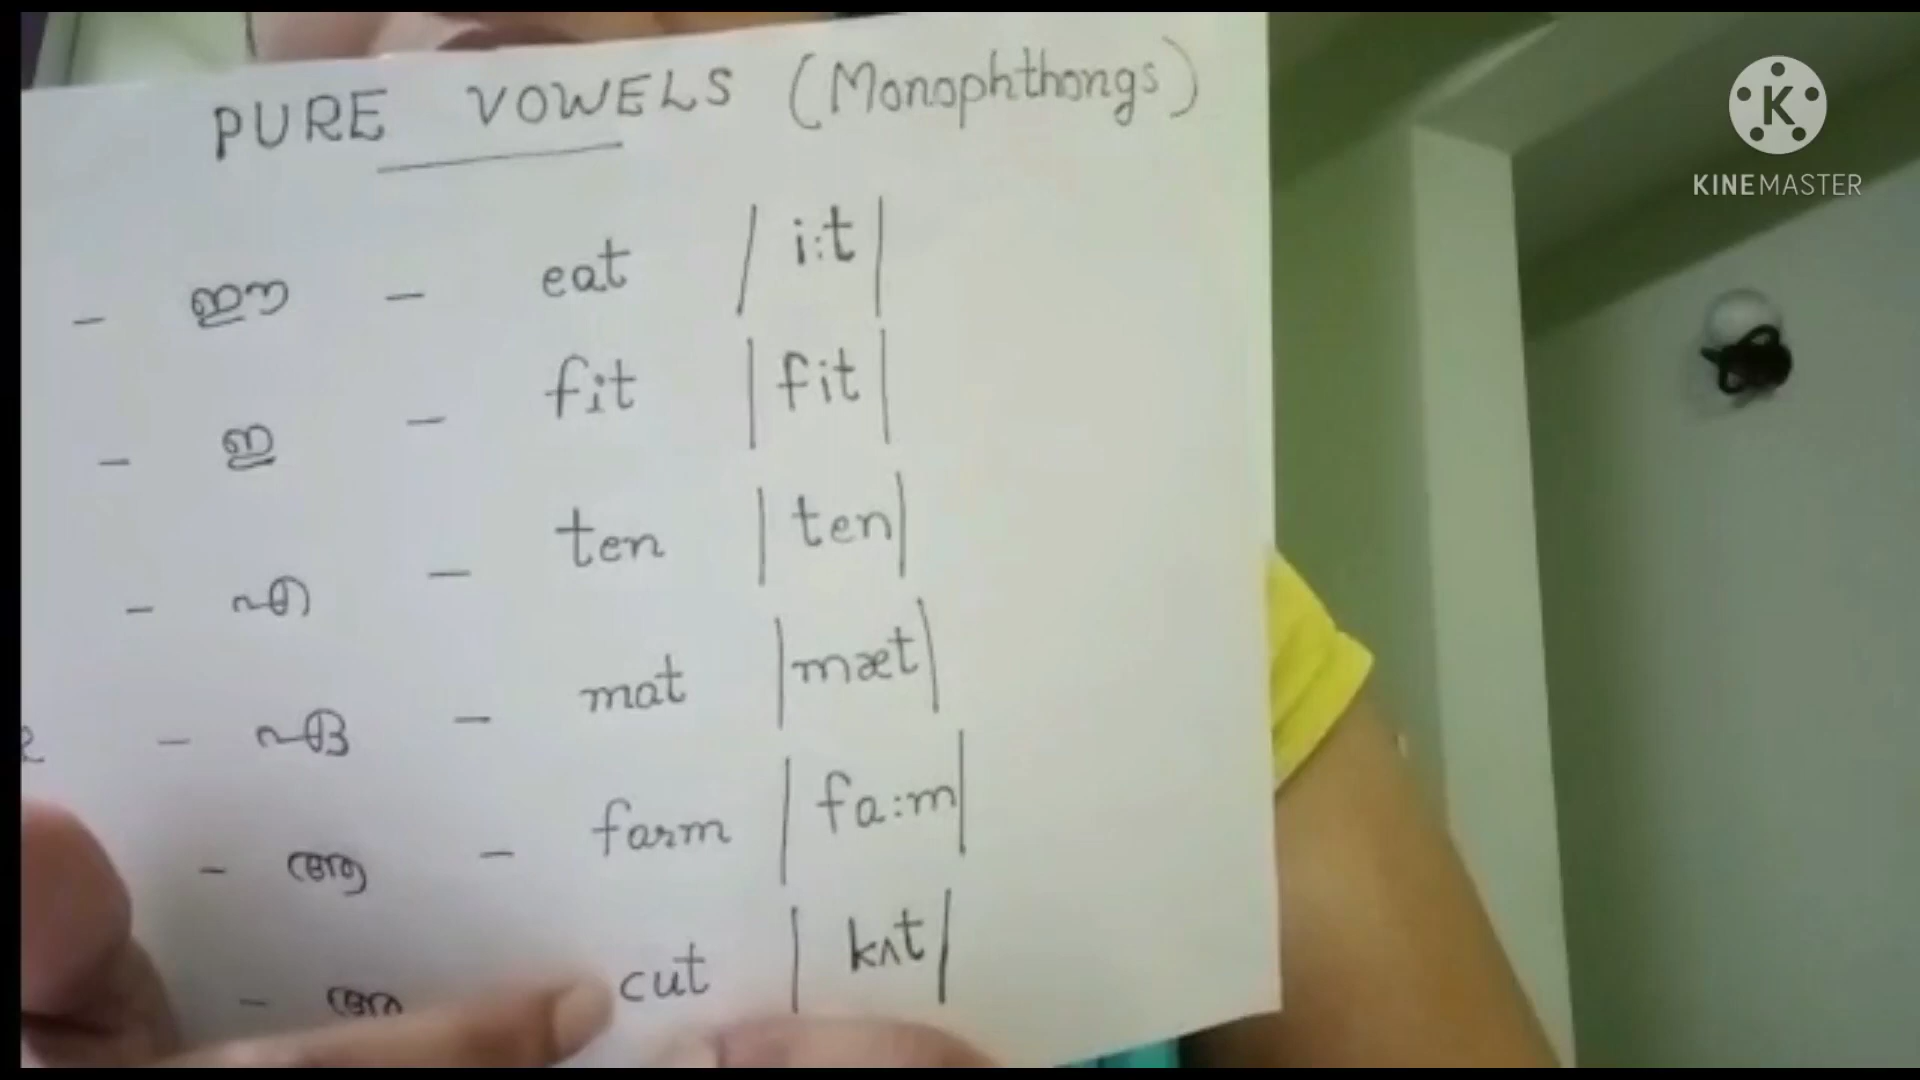 PURE VOWELS (Monophthongs)
- ഈ - eat / i:t |
- ഇ - fit | fit |
- എ - ten | ten |
- ഏ - mat | mæt |
- ആ - farm | fa:m |
- അ cut | kʌt |
K
KINEMASTER